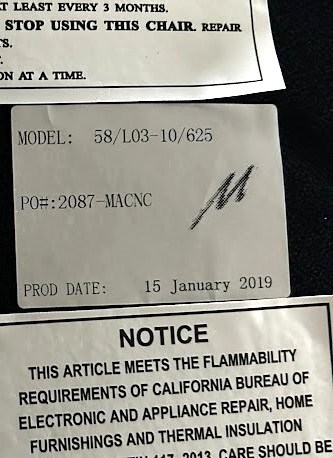 T LEAST EVERY 3 MONTHS.
STOP USING THIS CHAIR. REPAIR
TS.
ON AT A TIME.
MODEL: 58/L03-10/625
PO#:2087-MACNC
PROD DATE: 15 January 2019
NOTICE
THIS ARTICLE MEETS THE FLAMMABILITY
REQUIREMENTS OF CALIFORNIA BUREAU OF
ELECTRONIC AND APPLIANCE REPAIR, HOME
FURNISHINGS AND THERMAL INSULATION
117-2013. CARE SHOULD BE